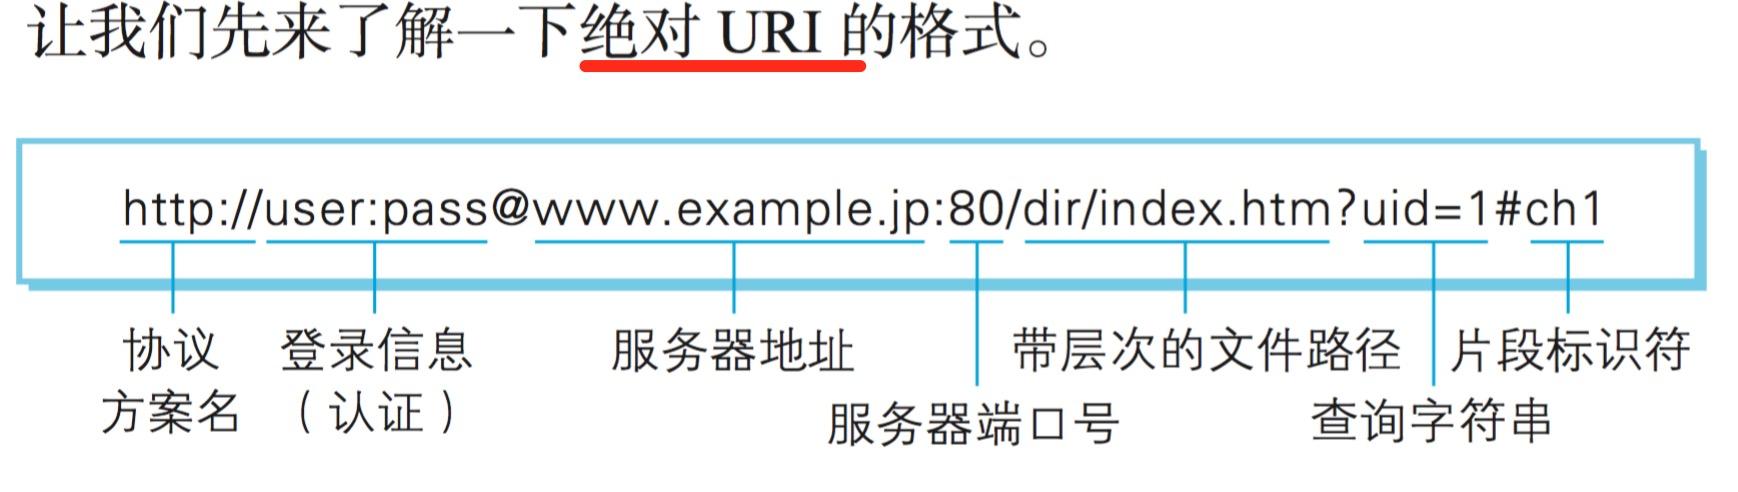 让我们先来了解一下绝对 URI 的格式。
http://user:pass@www.example.jp:80/dir/index.htm?uid=1#ch1
协议 登录信息 服务器地址 带层次的文件路径 片段标识符
方案名 （认证） 服务器端口号 查询字符串